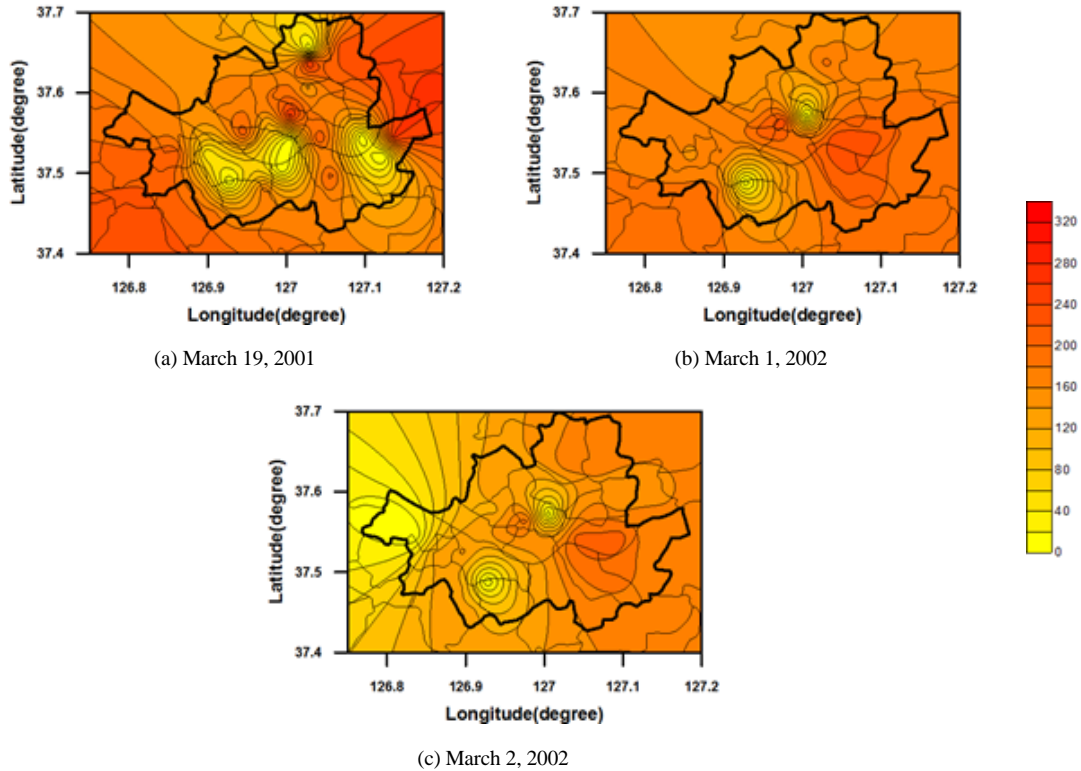 37.7
37.6
37.5
37.4
Latitude(degree)
126.8 126.9 127 127.1 127.2
Longitude(degree)
(a) March 19, 2001
37.7
37.6
37.5
37.4
Latitude(degree)
126.8 126.9 127 127.1 127.2
Longitude(degree)
(b) March 1, 2002
320
280
240
200
160
120
80
40
0
37.7
37.6
37.5
37.4
Latitude(degree)
126.8 126.9 127 127.1 127.2
Longitude(degree)
(c) March 2, 2002